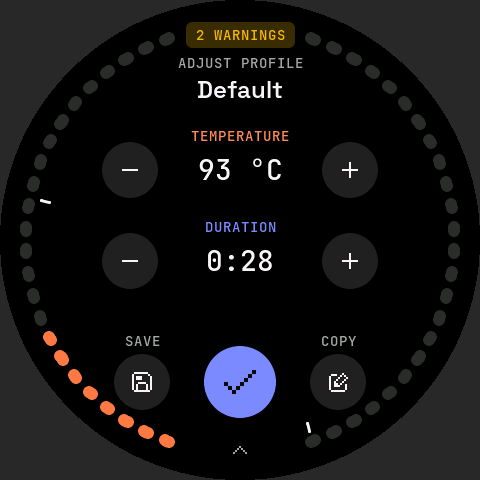 2 WARNINGS
ADJUST PROFILE
Default
TEMPERATURE
93 °C
DURATION
0:28
SAVE
COPY